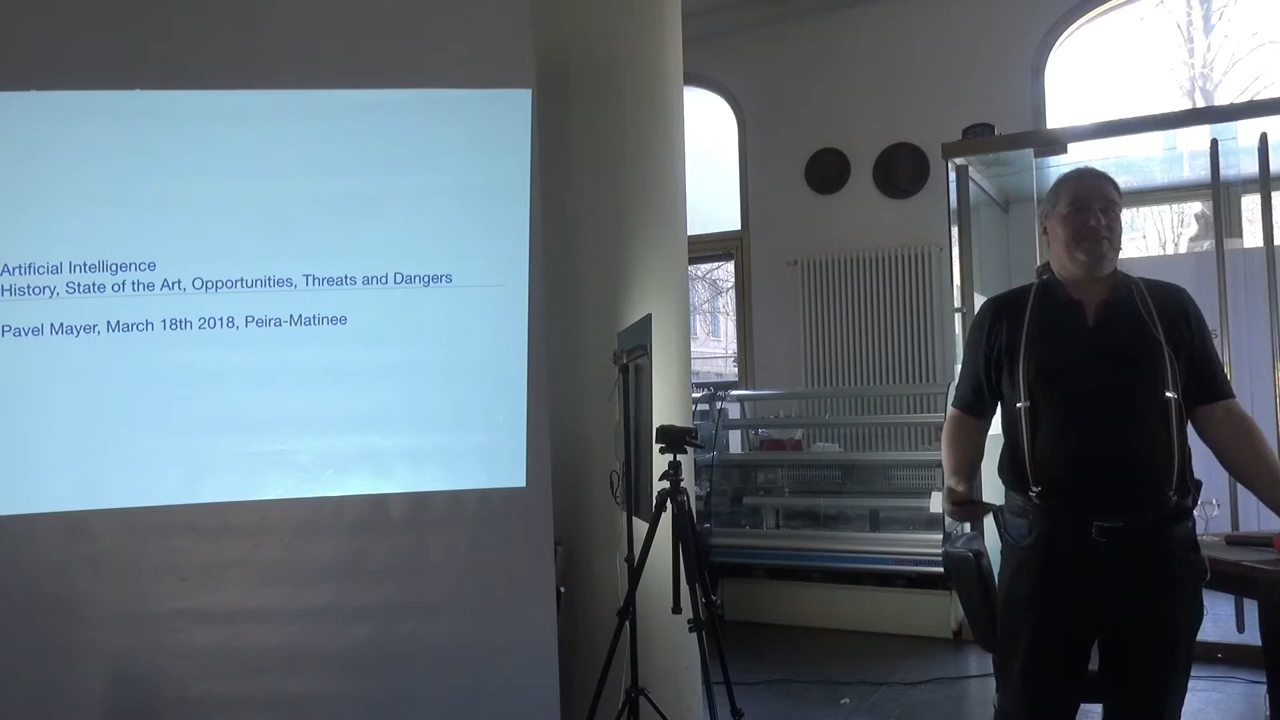 Artificial Intelligence
History, State of the Art, Opportunities, Threats and Dangers
Pavel Mayer, March 18th 2018, Peira-Matinee